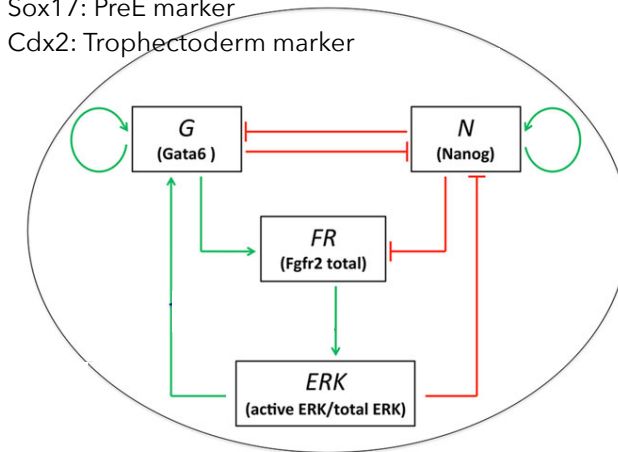 Sox17: PreE marker
Cdx2: Trophectoderm marker
G
(Gata6 )
N
(Nanog)
FR
(Fgfr2 total)
ERK
(active ERK/total ERK)